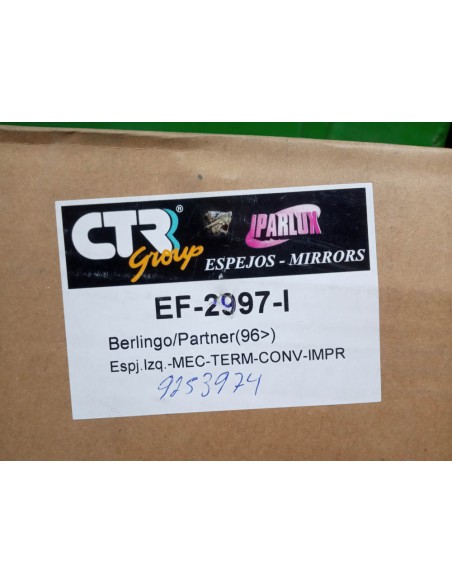 CTR® Group
IPARLUX
ESPEJOS - MIRRORS
EF-2997-I
Berlingo/Partner(96>)
Espj.Izq.-MEC-TERM-CONV-IMPR
9253974